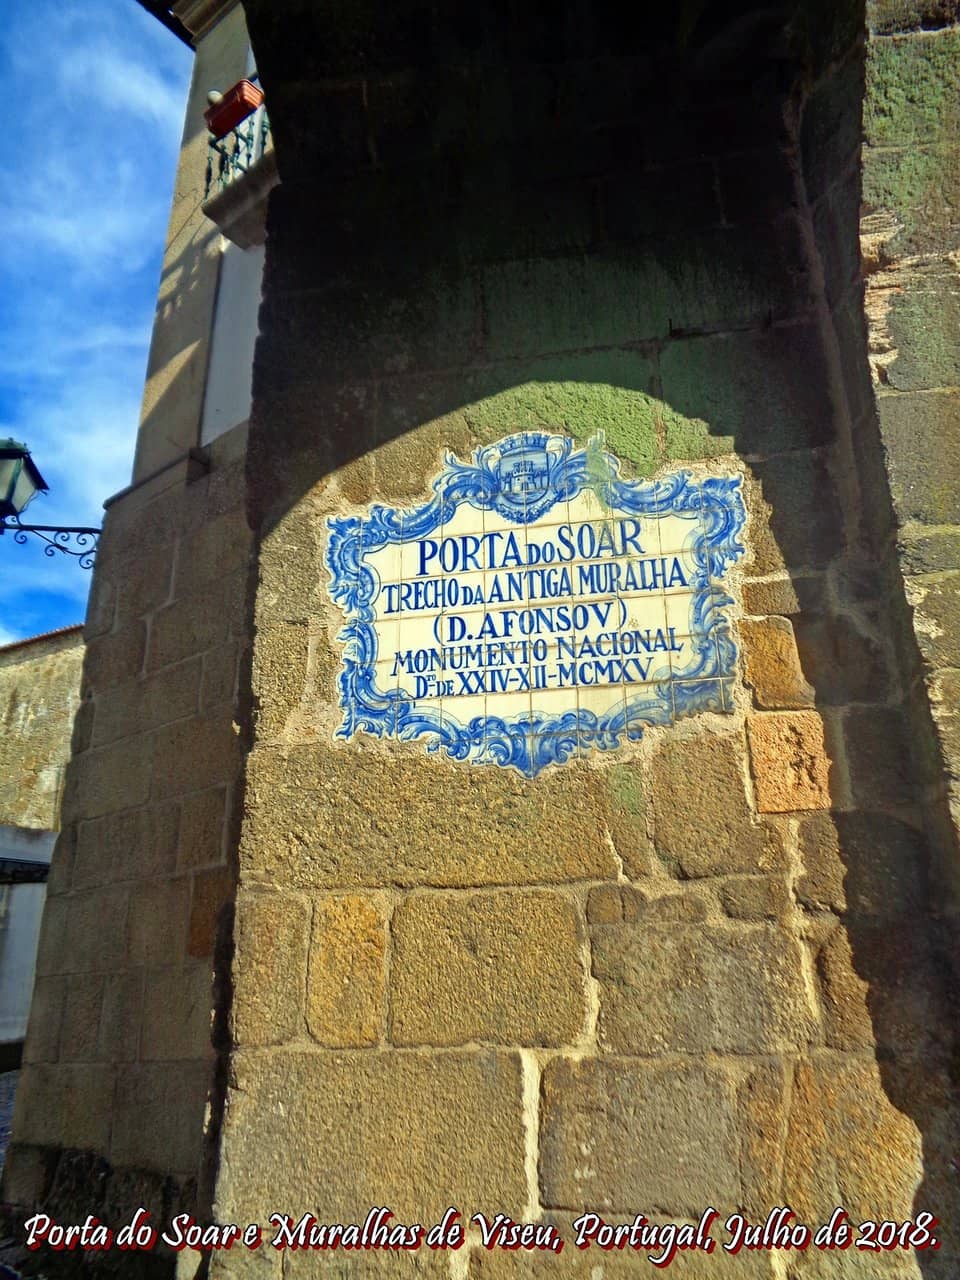 PORTA DO SOAR
TRECHO DA ANTIGA MURALHA
(D. AFONSO V)
MONUMENTO NACIONAL
D.TO DE XXIV-XII-MCMXV
Porta do Soar e Muralhas de Viseu, Portugal, Julho de 2018.